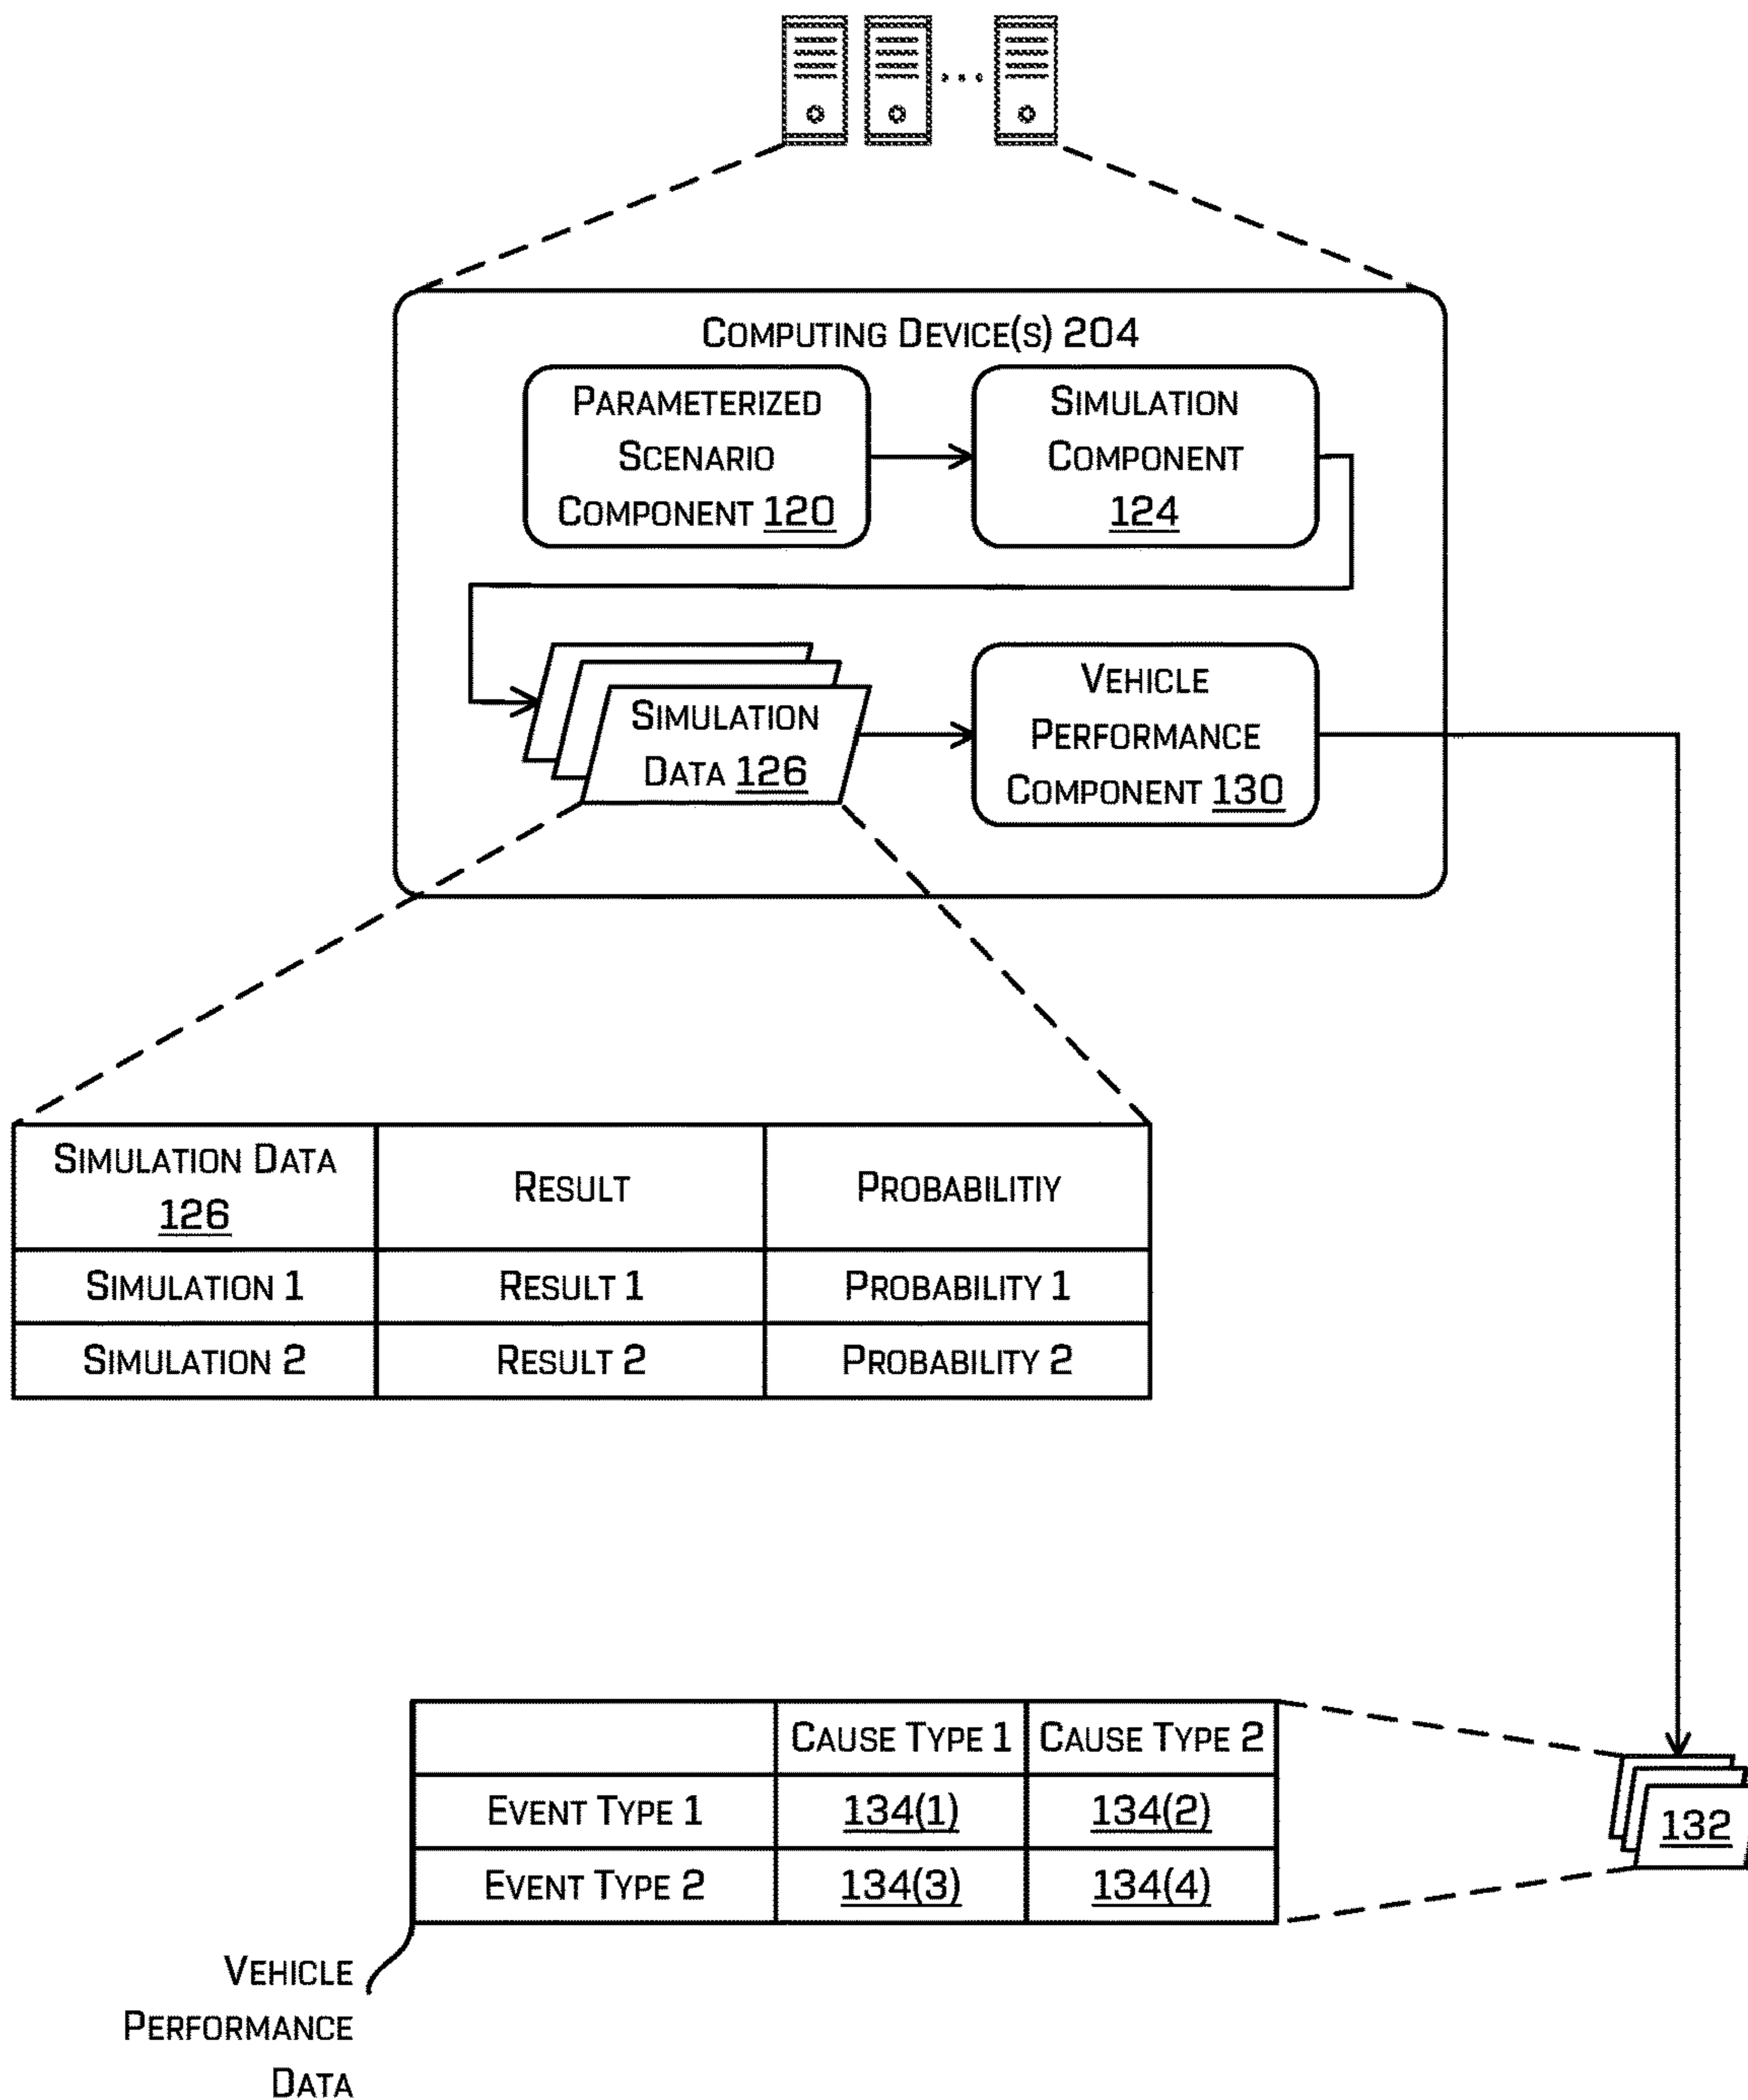 COMPUTING DEVICE(S) 204
PARAMETERIZED
SCENARIO
COMPONENT 120
SIMULATION
COMPONENT
124
SIMULATION
DATA 126
VEHICLE
PERFORMANCE
COMPONENT 130
SIMULATION DATA
126
RESULT
PROBABILITIY
SIMULATION 1
RESULT 1
PROBABILITY 1
SIMULATION 2
RESULT 2
PROBABILITY 2
CAUSE TYPE 1
CAUSE TYPE 2
EVENT TYPE 1
134(1)
134(2)
EVENT TYPE 2
134(3)
134(4)
132
VEHICLE
PERFORMANCE
DATA